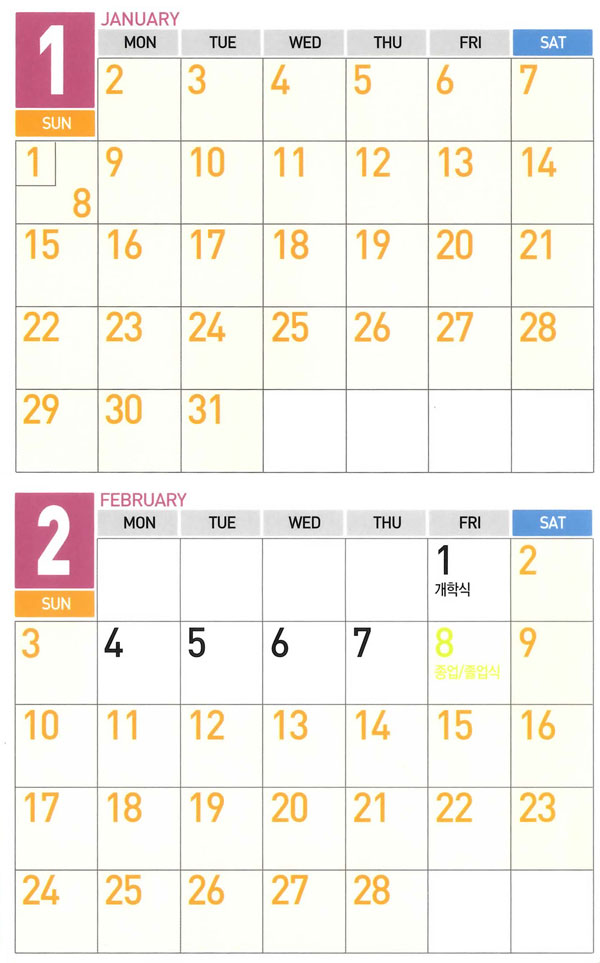 JANUARY
1 MON TUE WED THU FRI SAT
SUN 2 3 4 5 6 7
1 8 9 10 11 12 13 14
15 16 17 18 19 20 21
22 23 24 25 26 27 28
29 30 31
FEBRUARY
2 MON TUE WED THU FRI SAT
SUN 1 2
개학식
3 4 5 6 7 8 9
종업/졸업식
10 11 12 13 14 15 16
17 18 19 20 21 22 23
24 25 26 27 28